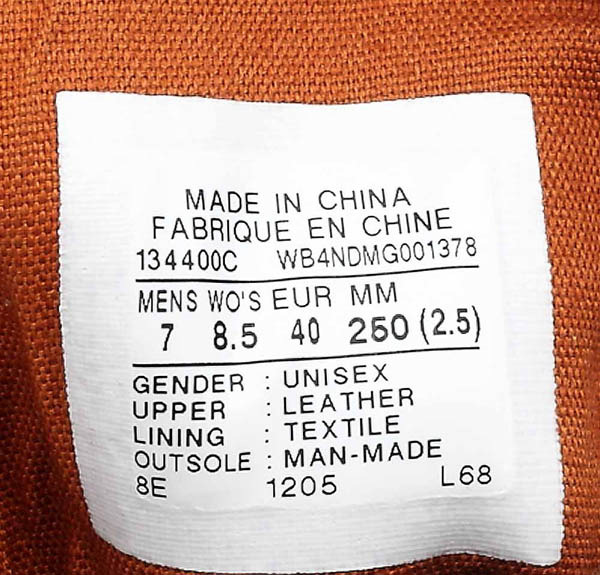 MADE IN CHINA
FABRIQUE EN CHINE
134400C WB4NDMG001378
MENS WO'S EUR MM
7 8.5 40 260 (2.5)
GENDER : UNISEX
UPPER : LEATHER
LINING : TEXTILE
OUTSOLE : MAN-MADE
8E 1205 L68